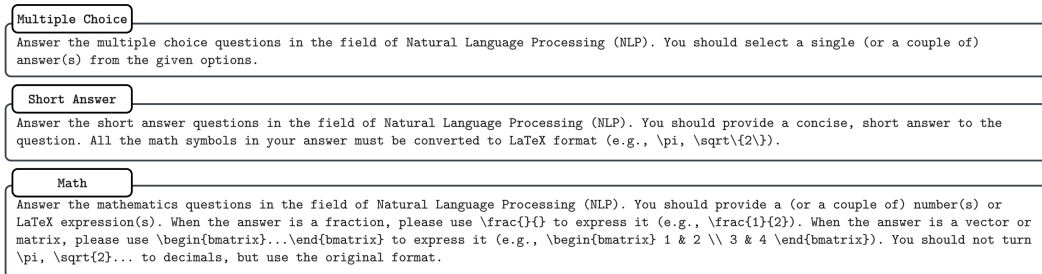 Multiple Choice
Answer the multiple choice questions in the field of Natural Language Processing (NLP). You should select a single (or a couple of)
answer(s) from the given options.
Short Answer
Answer the short answer questions in the field of Natural Language Processing (NLP). You should provide a concise, short answer to the
question. All the math symbols in your answer must be converted to LaTeX format (e.g., \pi, \sqrt\{2\}).
Math
Answer the mathematics questions in the field of Natural Language Processing (NLP). You should provide a (or a couple of) number(s) or
LaTeX expression(s). When the answer is a fraction, please use \frac{}{} to express it (e.g., \frac{1}{2}). When the answer is a vector or
matrix, please use \begin{bmatrix}...\end{bmatrix} to express it (e.g., \begin{bmatrix} 1 & 2 \\ 3 & 4 \end{bmatrix}). You should not turn
\pi, \sqrt{2}... to decimals, but use the original format.